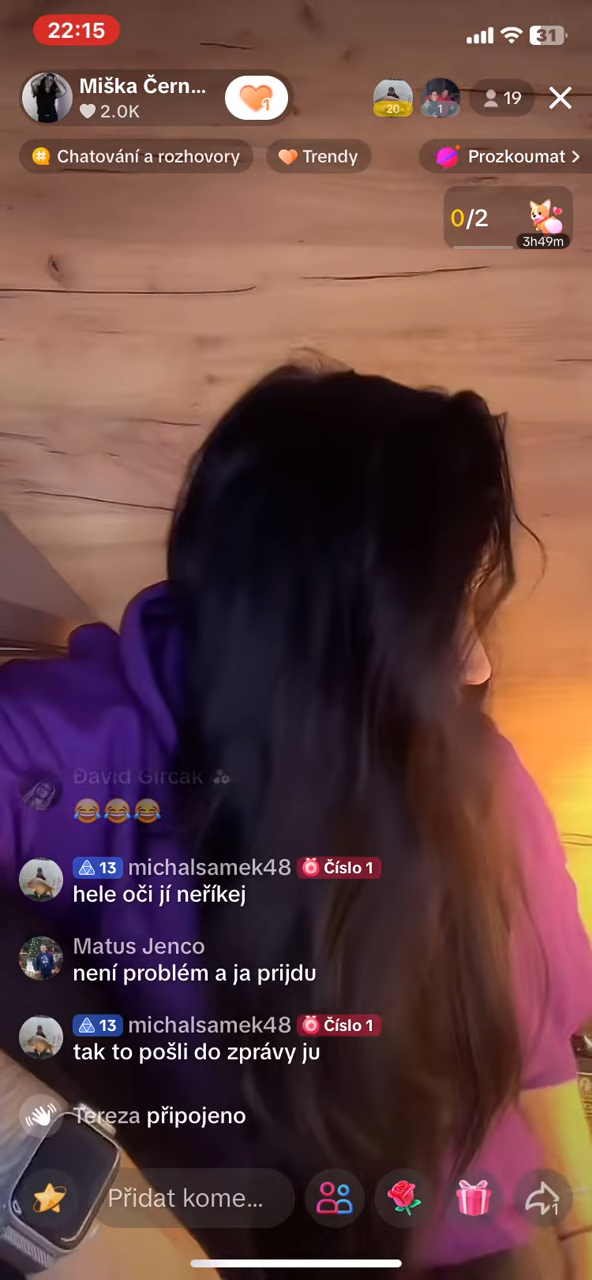 22:15
31
Miška Čern...
2.0K
1
20
1
19
Chatování a rozhovory
Trendy
Prozkoumat
0/2
3h49m
David Girčák
😂😂😂
13 michalsamek48 Číslo 1
hele oči jí neříkej
Matus Jenco
není problém a ja prijdu
13 michalsamek48 Číslo 1
tak to pošli do zprávy ju
Tereza připojeno
Přidat kome...
1